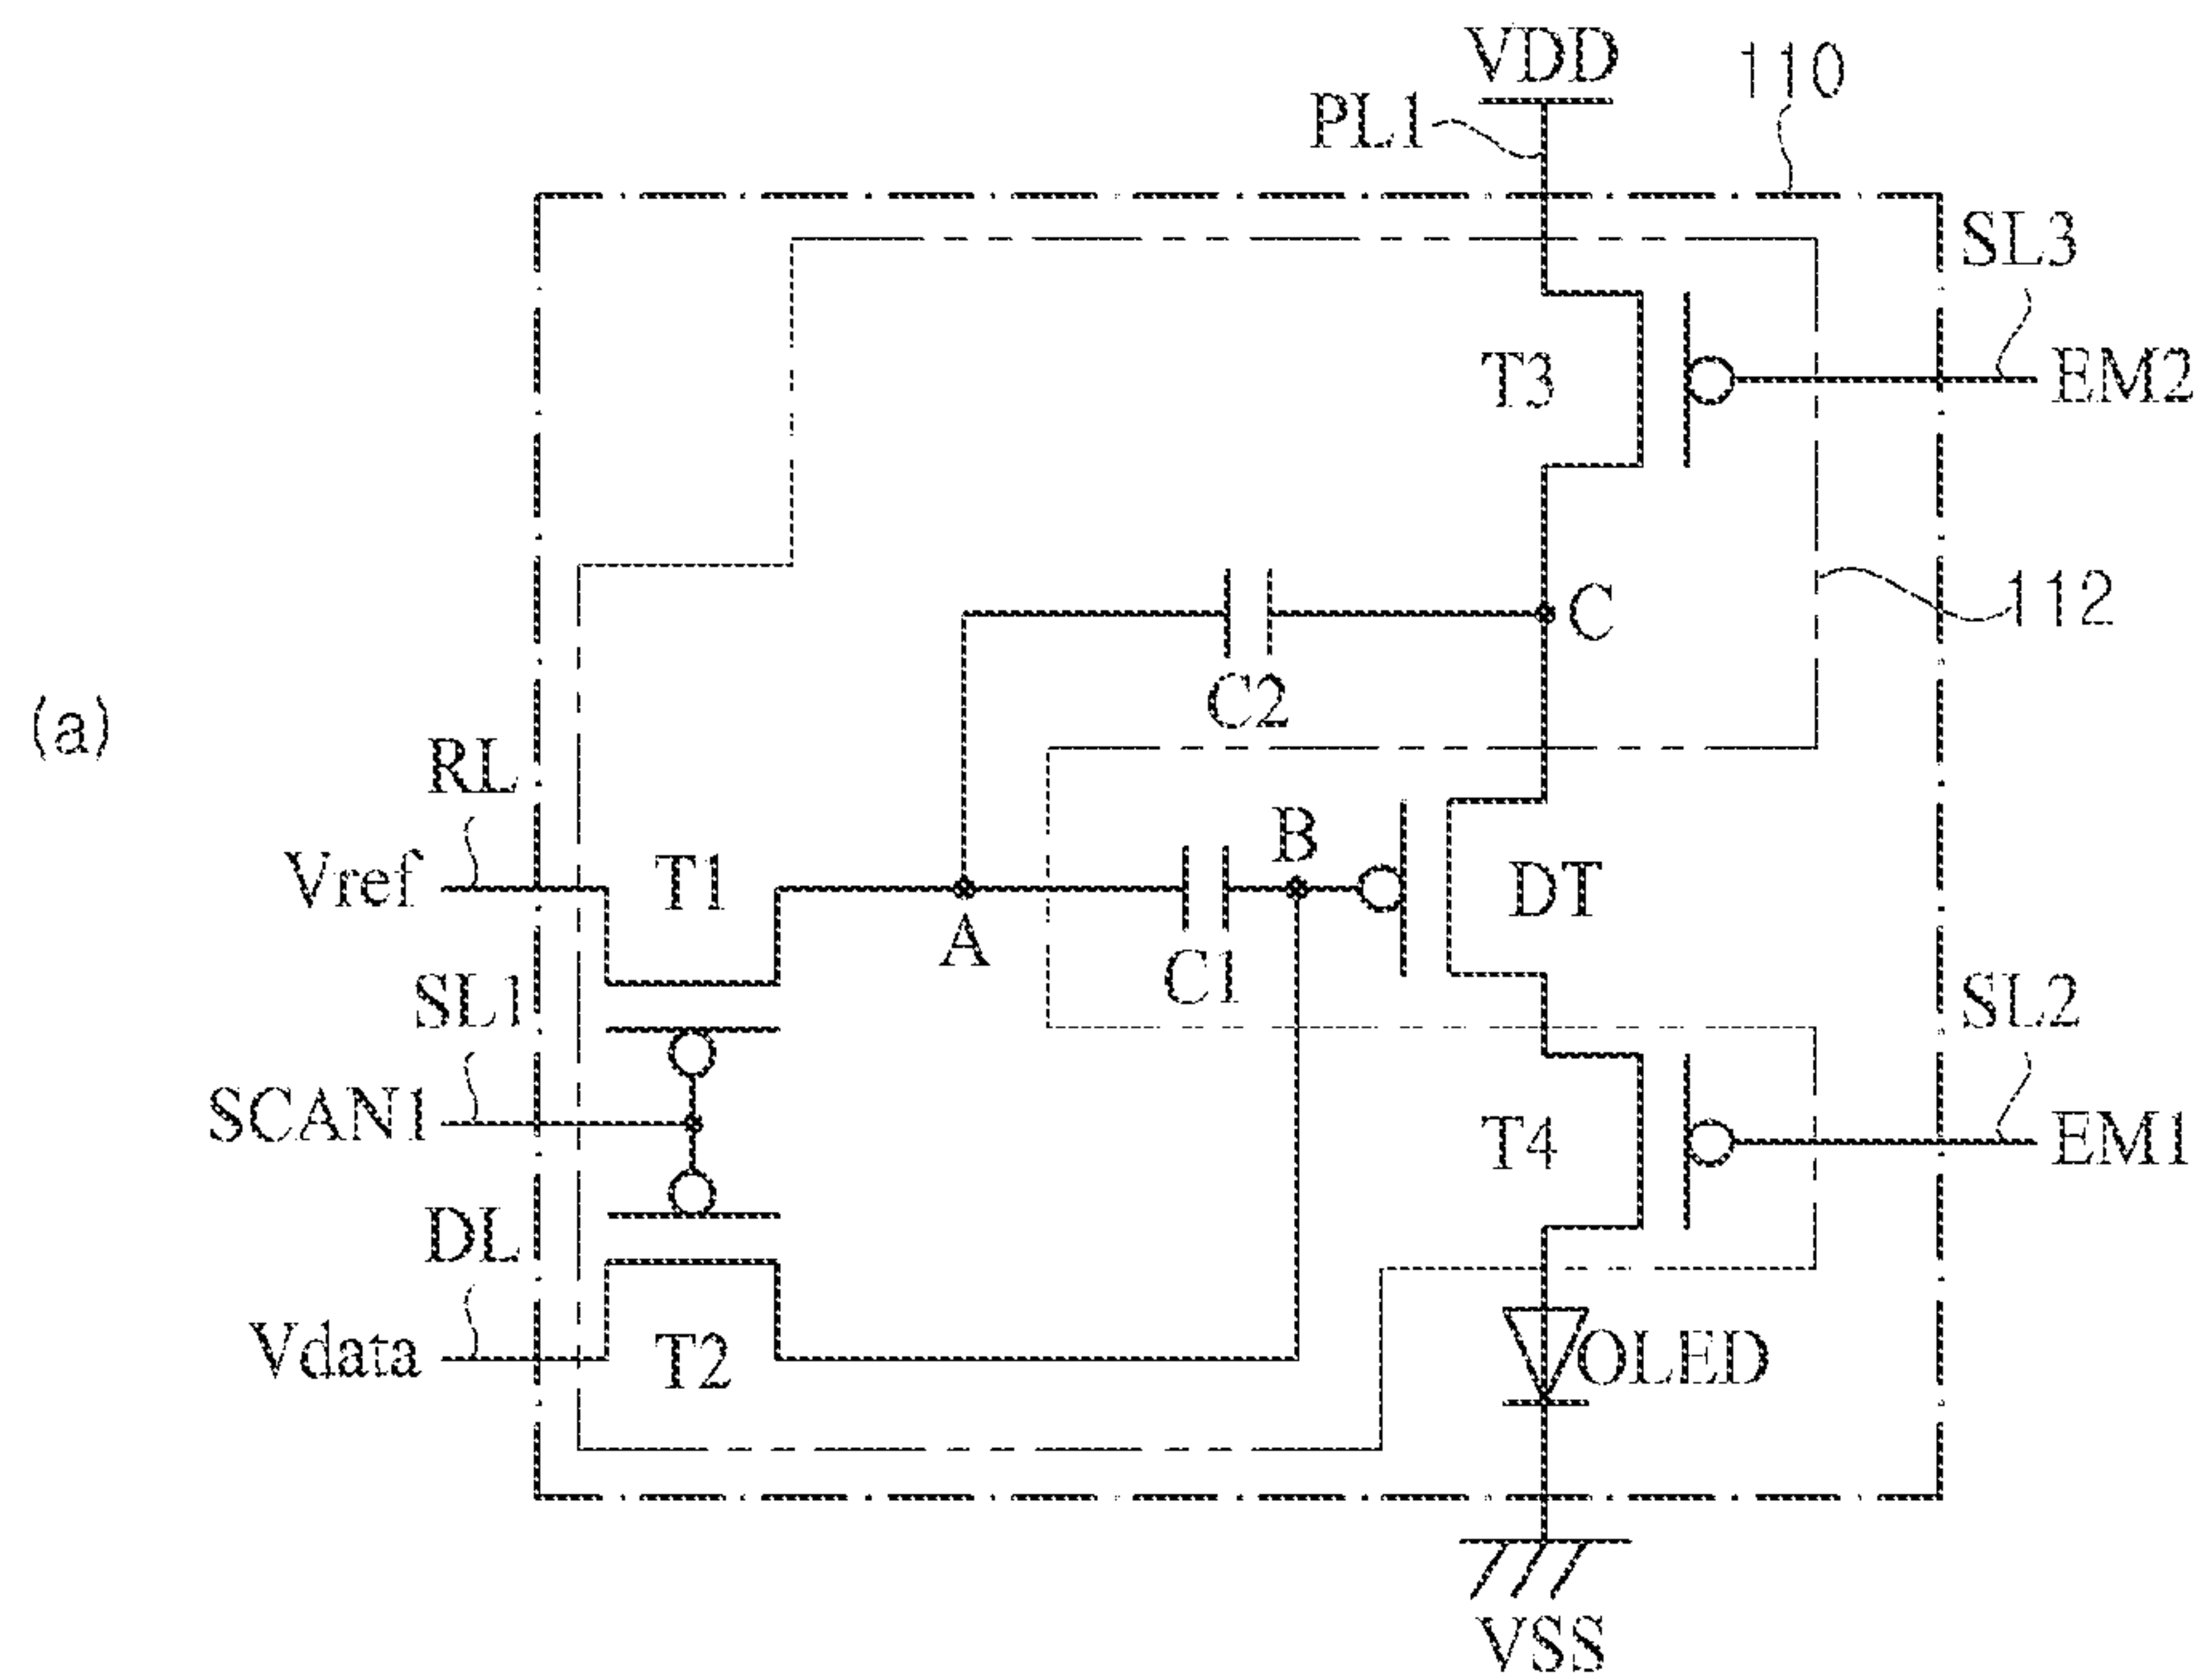 VDD
110
PL1
SL3
T3
EM2
C
112
C2
(a)
RL
B
Vref
T1
DT
A
C1
SL1
SL2
SCAN1
T4
EM1
DL
Vdata
T2
OLED
VSS